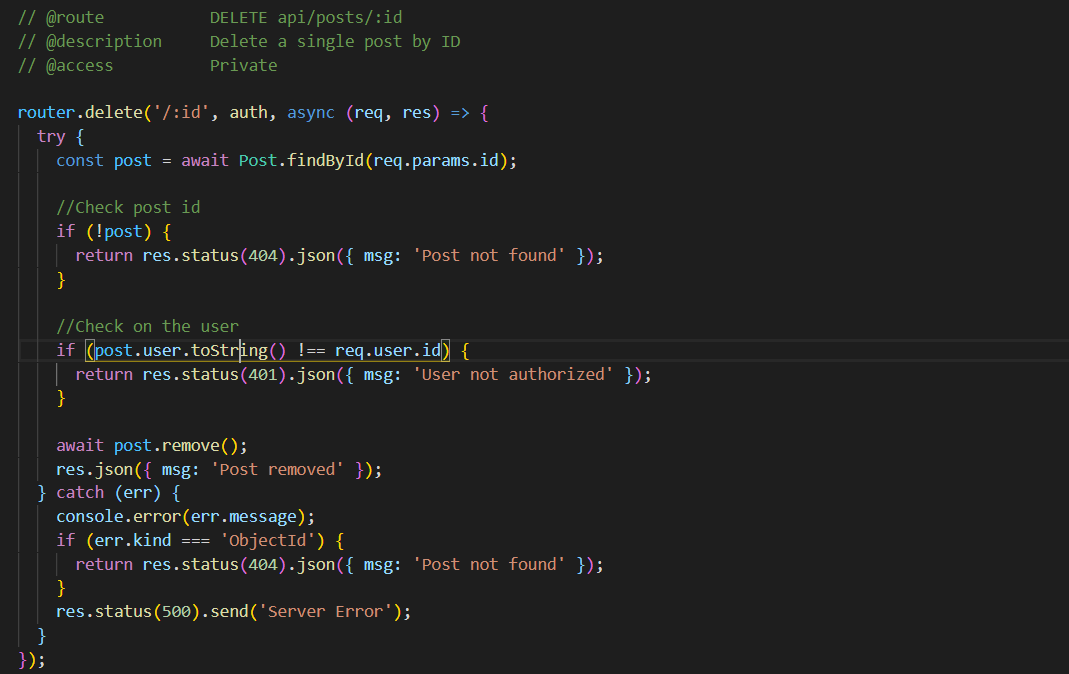 // @route           DELETE api/posts/:id
// @description     Delete a single post by ID
// @access          Private
router.delete('/:id', auth, async (req, res) => {
  try {
    const post = await Post.findById(req.params.id);
    //Check post id
    if (!post) {
      return res.status(404).json({ msg: 'Post not found' });
    }
    //Check on the user
    if (post.user.toString() !== req.user.id) {
      return res.status(401).json({ msg: 'User not authorized' });
    }
    await post.remove();
    res.json({ msg: 'Post removed' });
  } catch (err) {
    console.error(err.message);
    if (err.kind === 'ObjectId') {
      return res.status(404).json({ msg: 'Post not found' });
    }
    res.status(500).send('Server Error');
  }
});